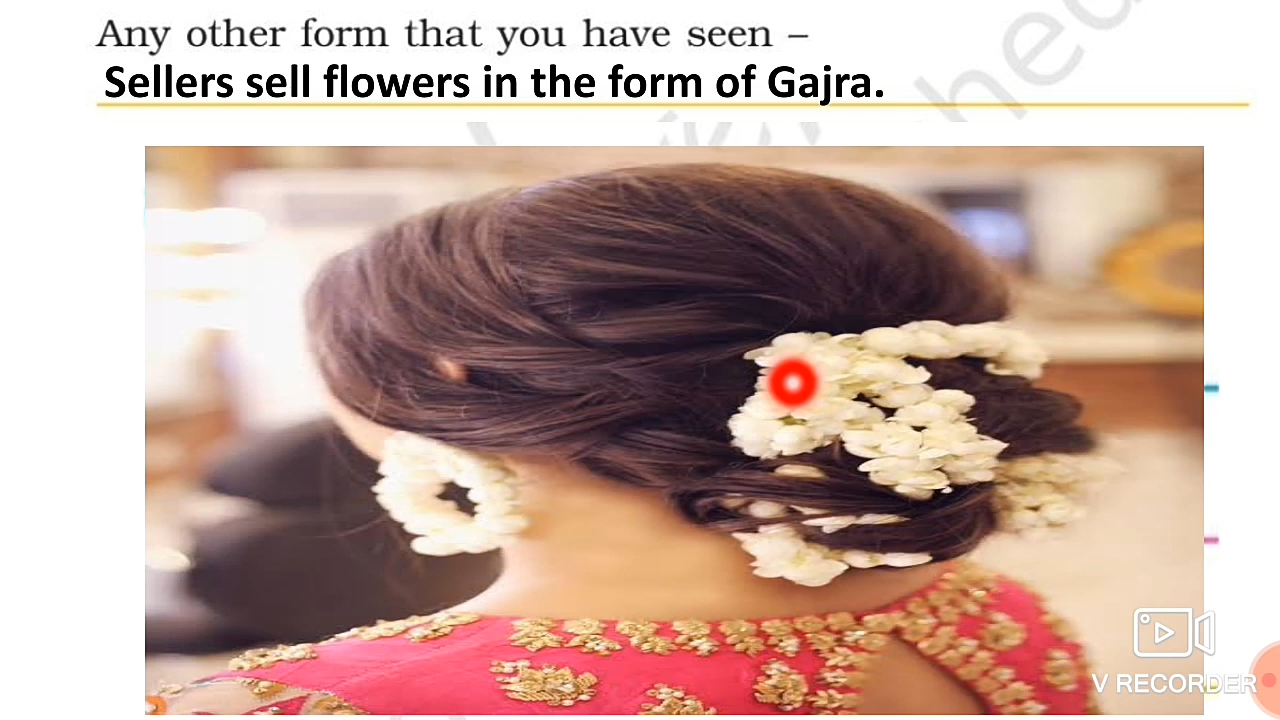 Any other form that you have seen –
Sellers sell flowers in the form of Gajra.
V RECORDER